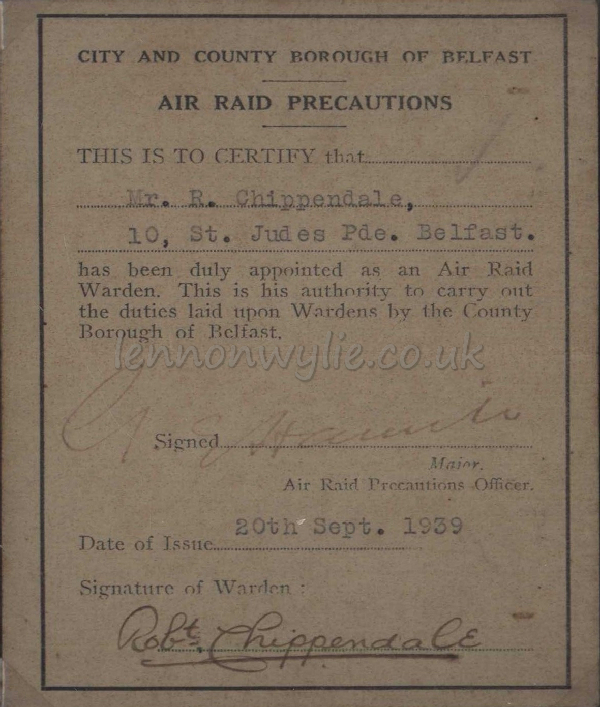 CITY AND COUNTY BOROUGH OF BELFAST
AIR RAID PRECAUTIONS
THIS IS TO CERTIFY that
Mr. R. Chippendale,
10, St. Judes Pde. Belfast.
has been duly appointed as an Air Raid
Warden. This is his authority to carry out
the duties laid upon Wardens by the County
Borough of Belfast.
lennonwylie.co.uk
Signed
Major.
Air Raid Precautions Officer.
Date of Issue 20th Sept. 1939
Signature of Warden :
Robt. Chippendale